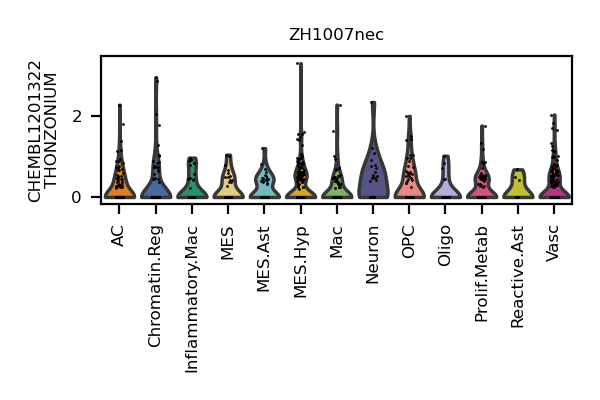 ZH1007nec
CHEMBL1201322
THONZONIUM
2
0
AC
Chromatin.Reg
Inflammatory.Mac
MES
MES.Ast
MES.Hyp
Mac
Neuron
OPC
Oligo
Prolif.Metab
Reactive.Ast
Vasc